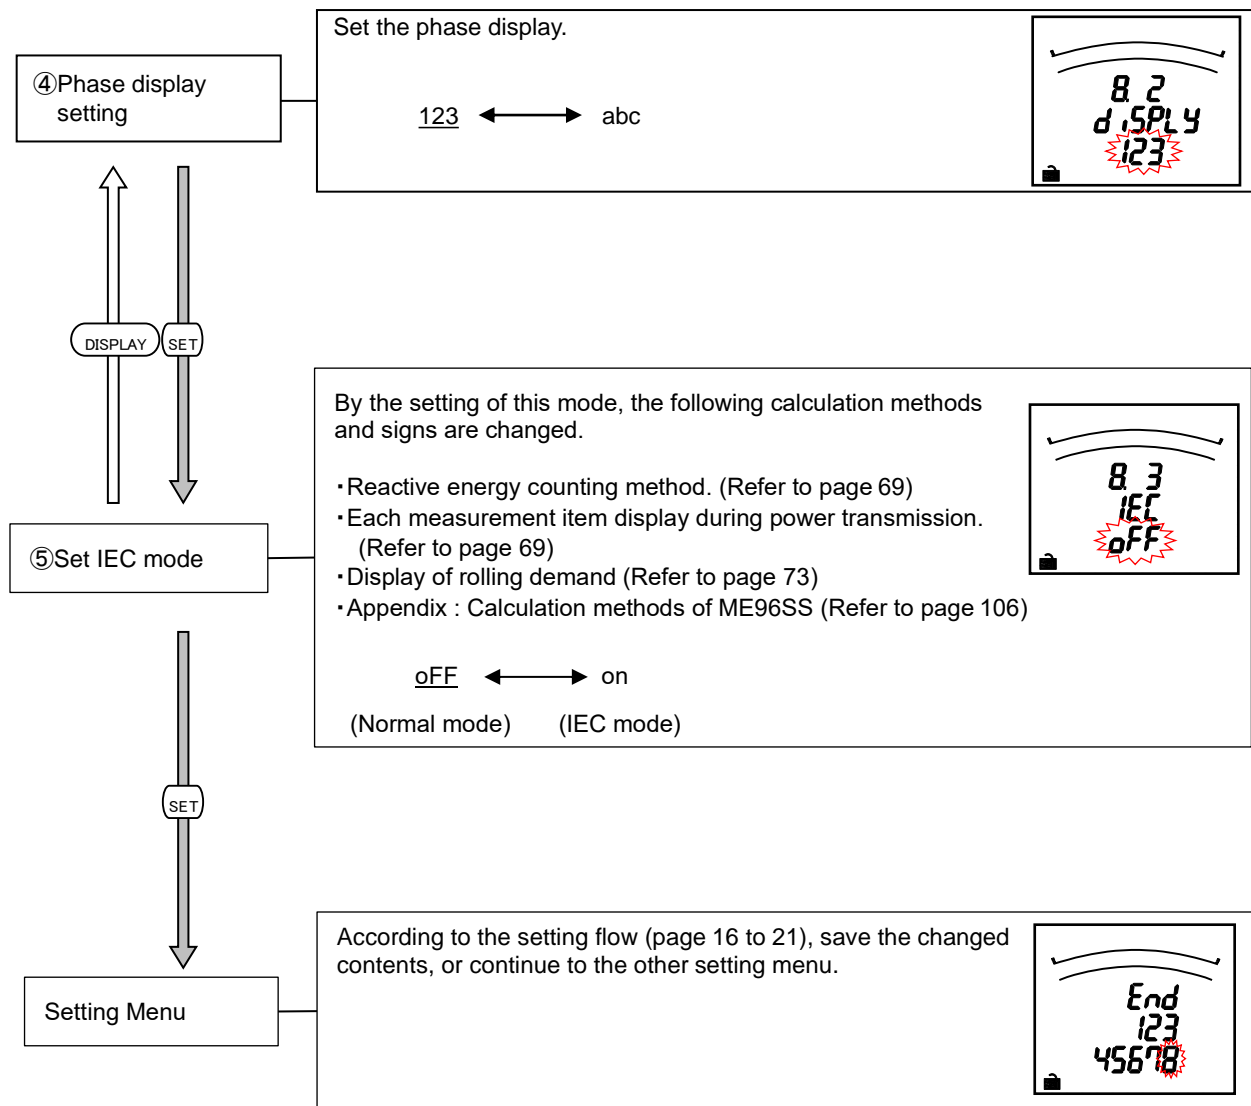 ④Phase display
setting
Set the phase display.
123 abc
8. 2
diSPLY
123
DISPLAY SET
⑤Set IEC mode
By the setting of this mode, the following calculation methods
and signs are changed.
・Reactive energy counting method. (Refer to page 69)
・Each measurement item display during power transmission.
(Refer to page 69)
・Display of rolling demand (Refer to page 73)
・Appendix : Calculation methods of ME96SS (Refer to page 106)
oFF on
(Normal mode) (IEC mode)
8. 3
IEC
oFF
SET
Setting Menu
According to the setting flow (page 16 to 21), save the changed
contents, or continue to the other setting menu.
End
123
45678